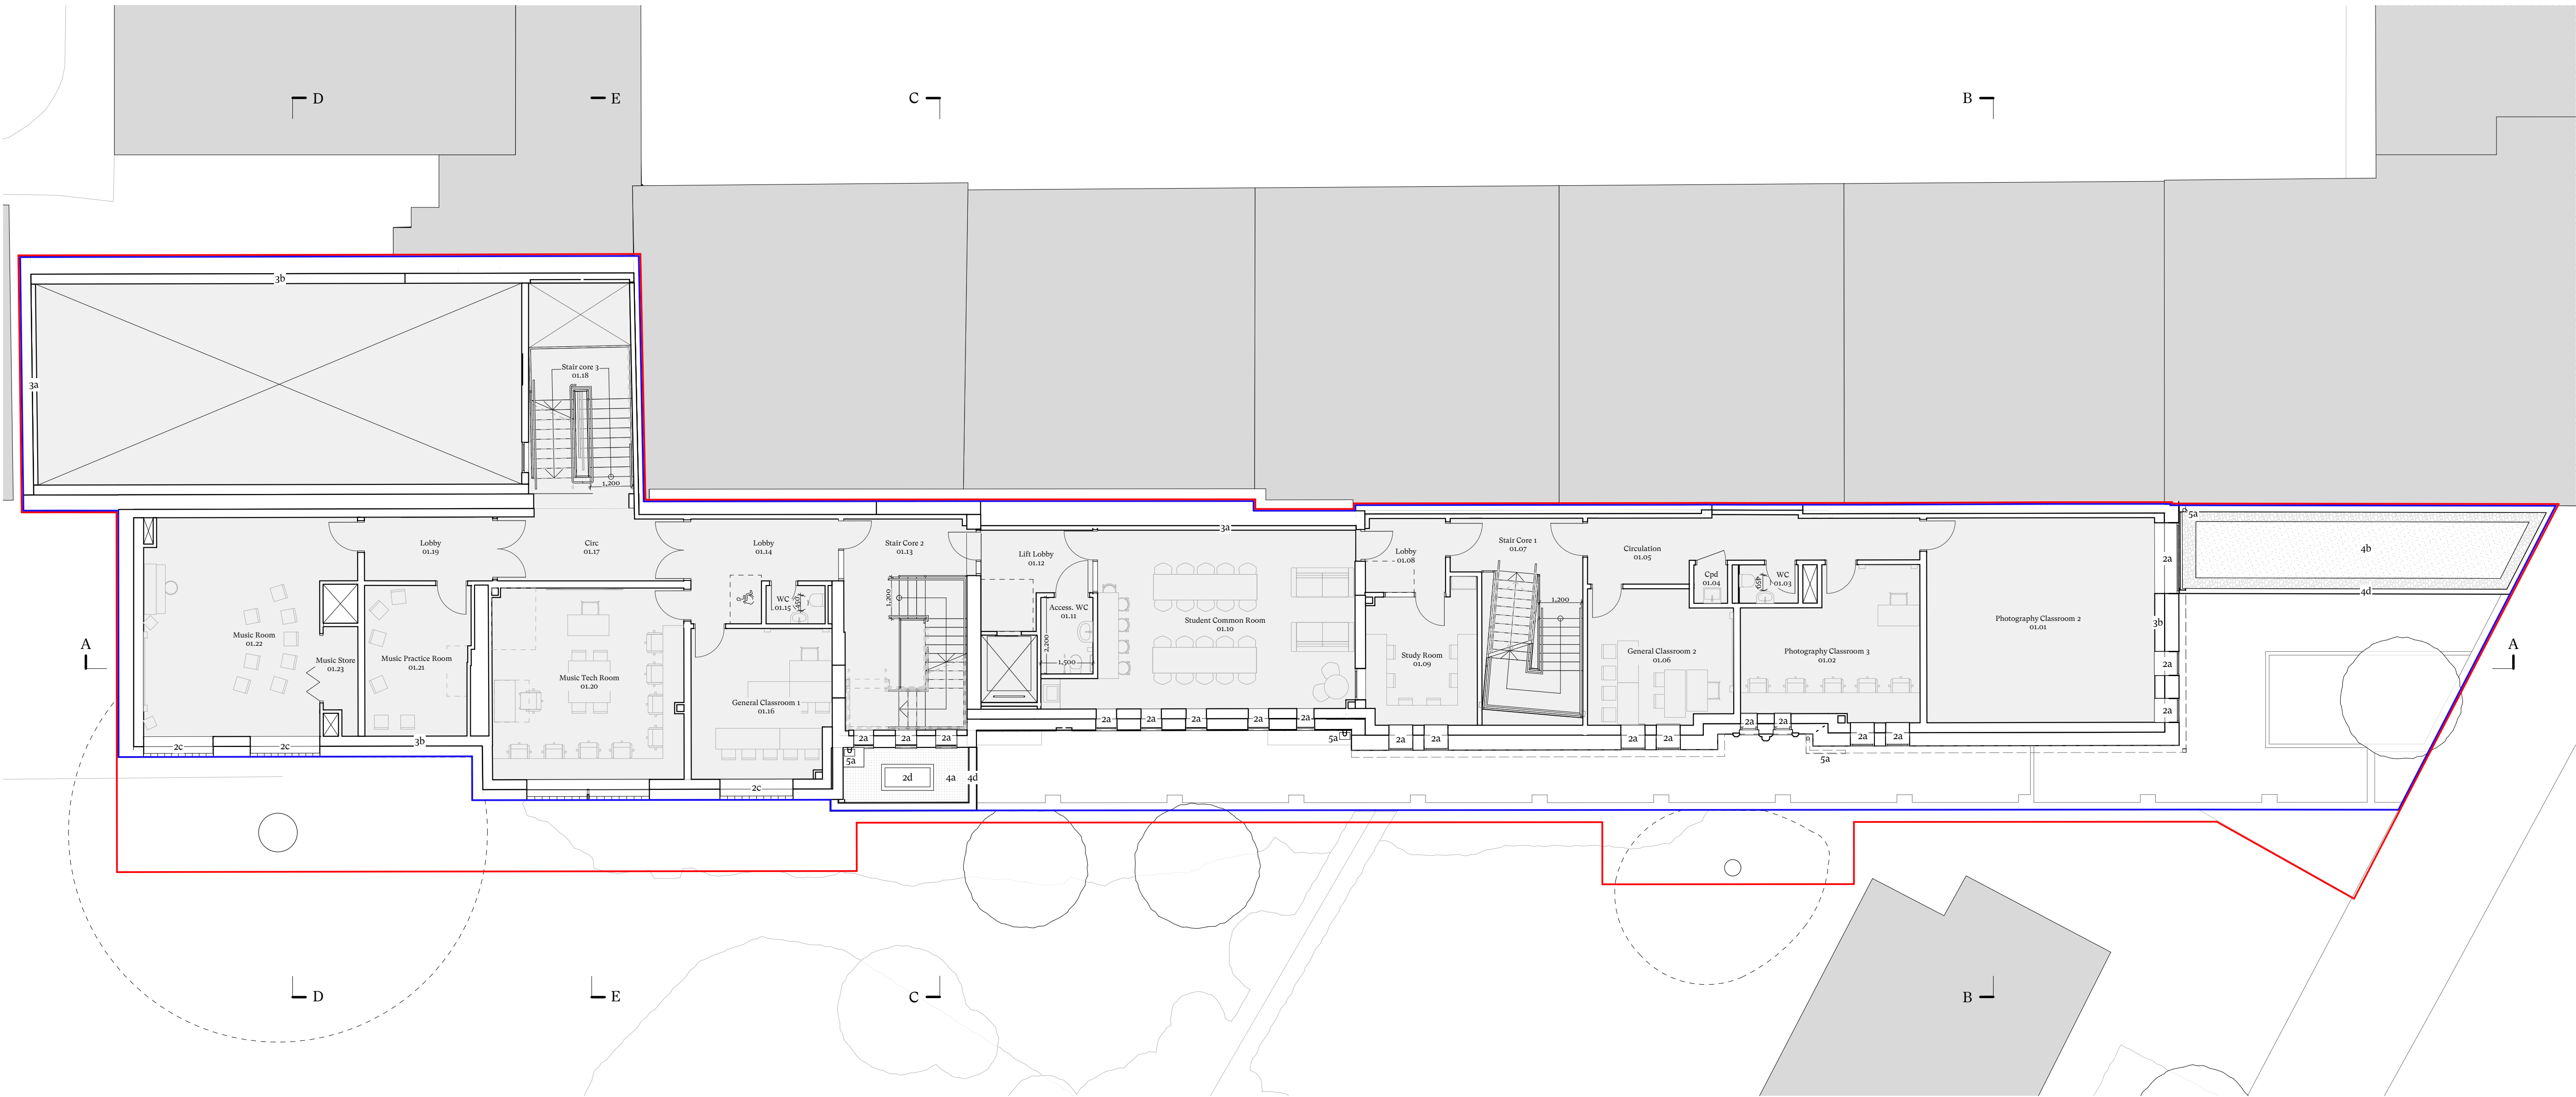 D
E
C
B
3b
3a
Stair core 3
01.18
1,200
5a
4b
4d
3a
Lobby
01.19
Circ
01.17
Lobby
01.14
Stair Core 2
01.13
Lift Lobby
01.12
Lobby
01.08
Stair Core 1
01.07
Circulation
01.05
Cpd
01.04
WC
01.03
450
2a
WC
01.15
450
1,200
Access. WC
01.11
2,200
1,500
Student Common Room
01.10
1,200
Photography Classroom 2
01.01
3b
A
Music Room
01.22
Music Store
01.23
Music Practice Room
01.21
Music Tech Room
01.20
General Classroom 1
01.16
Study Room
01.09
General Classroom 2
01.06
Photography Classroom 3
01.02
2a
A
2a
2a
2a
2a
2a
2a
2a
2a
2a
2c
2c
3b
2a
2a
2a
5a
2a
2a
2a
2a
2a
2a
5a
5a
2d
4a
4d
2c
D
E
C
B